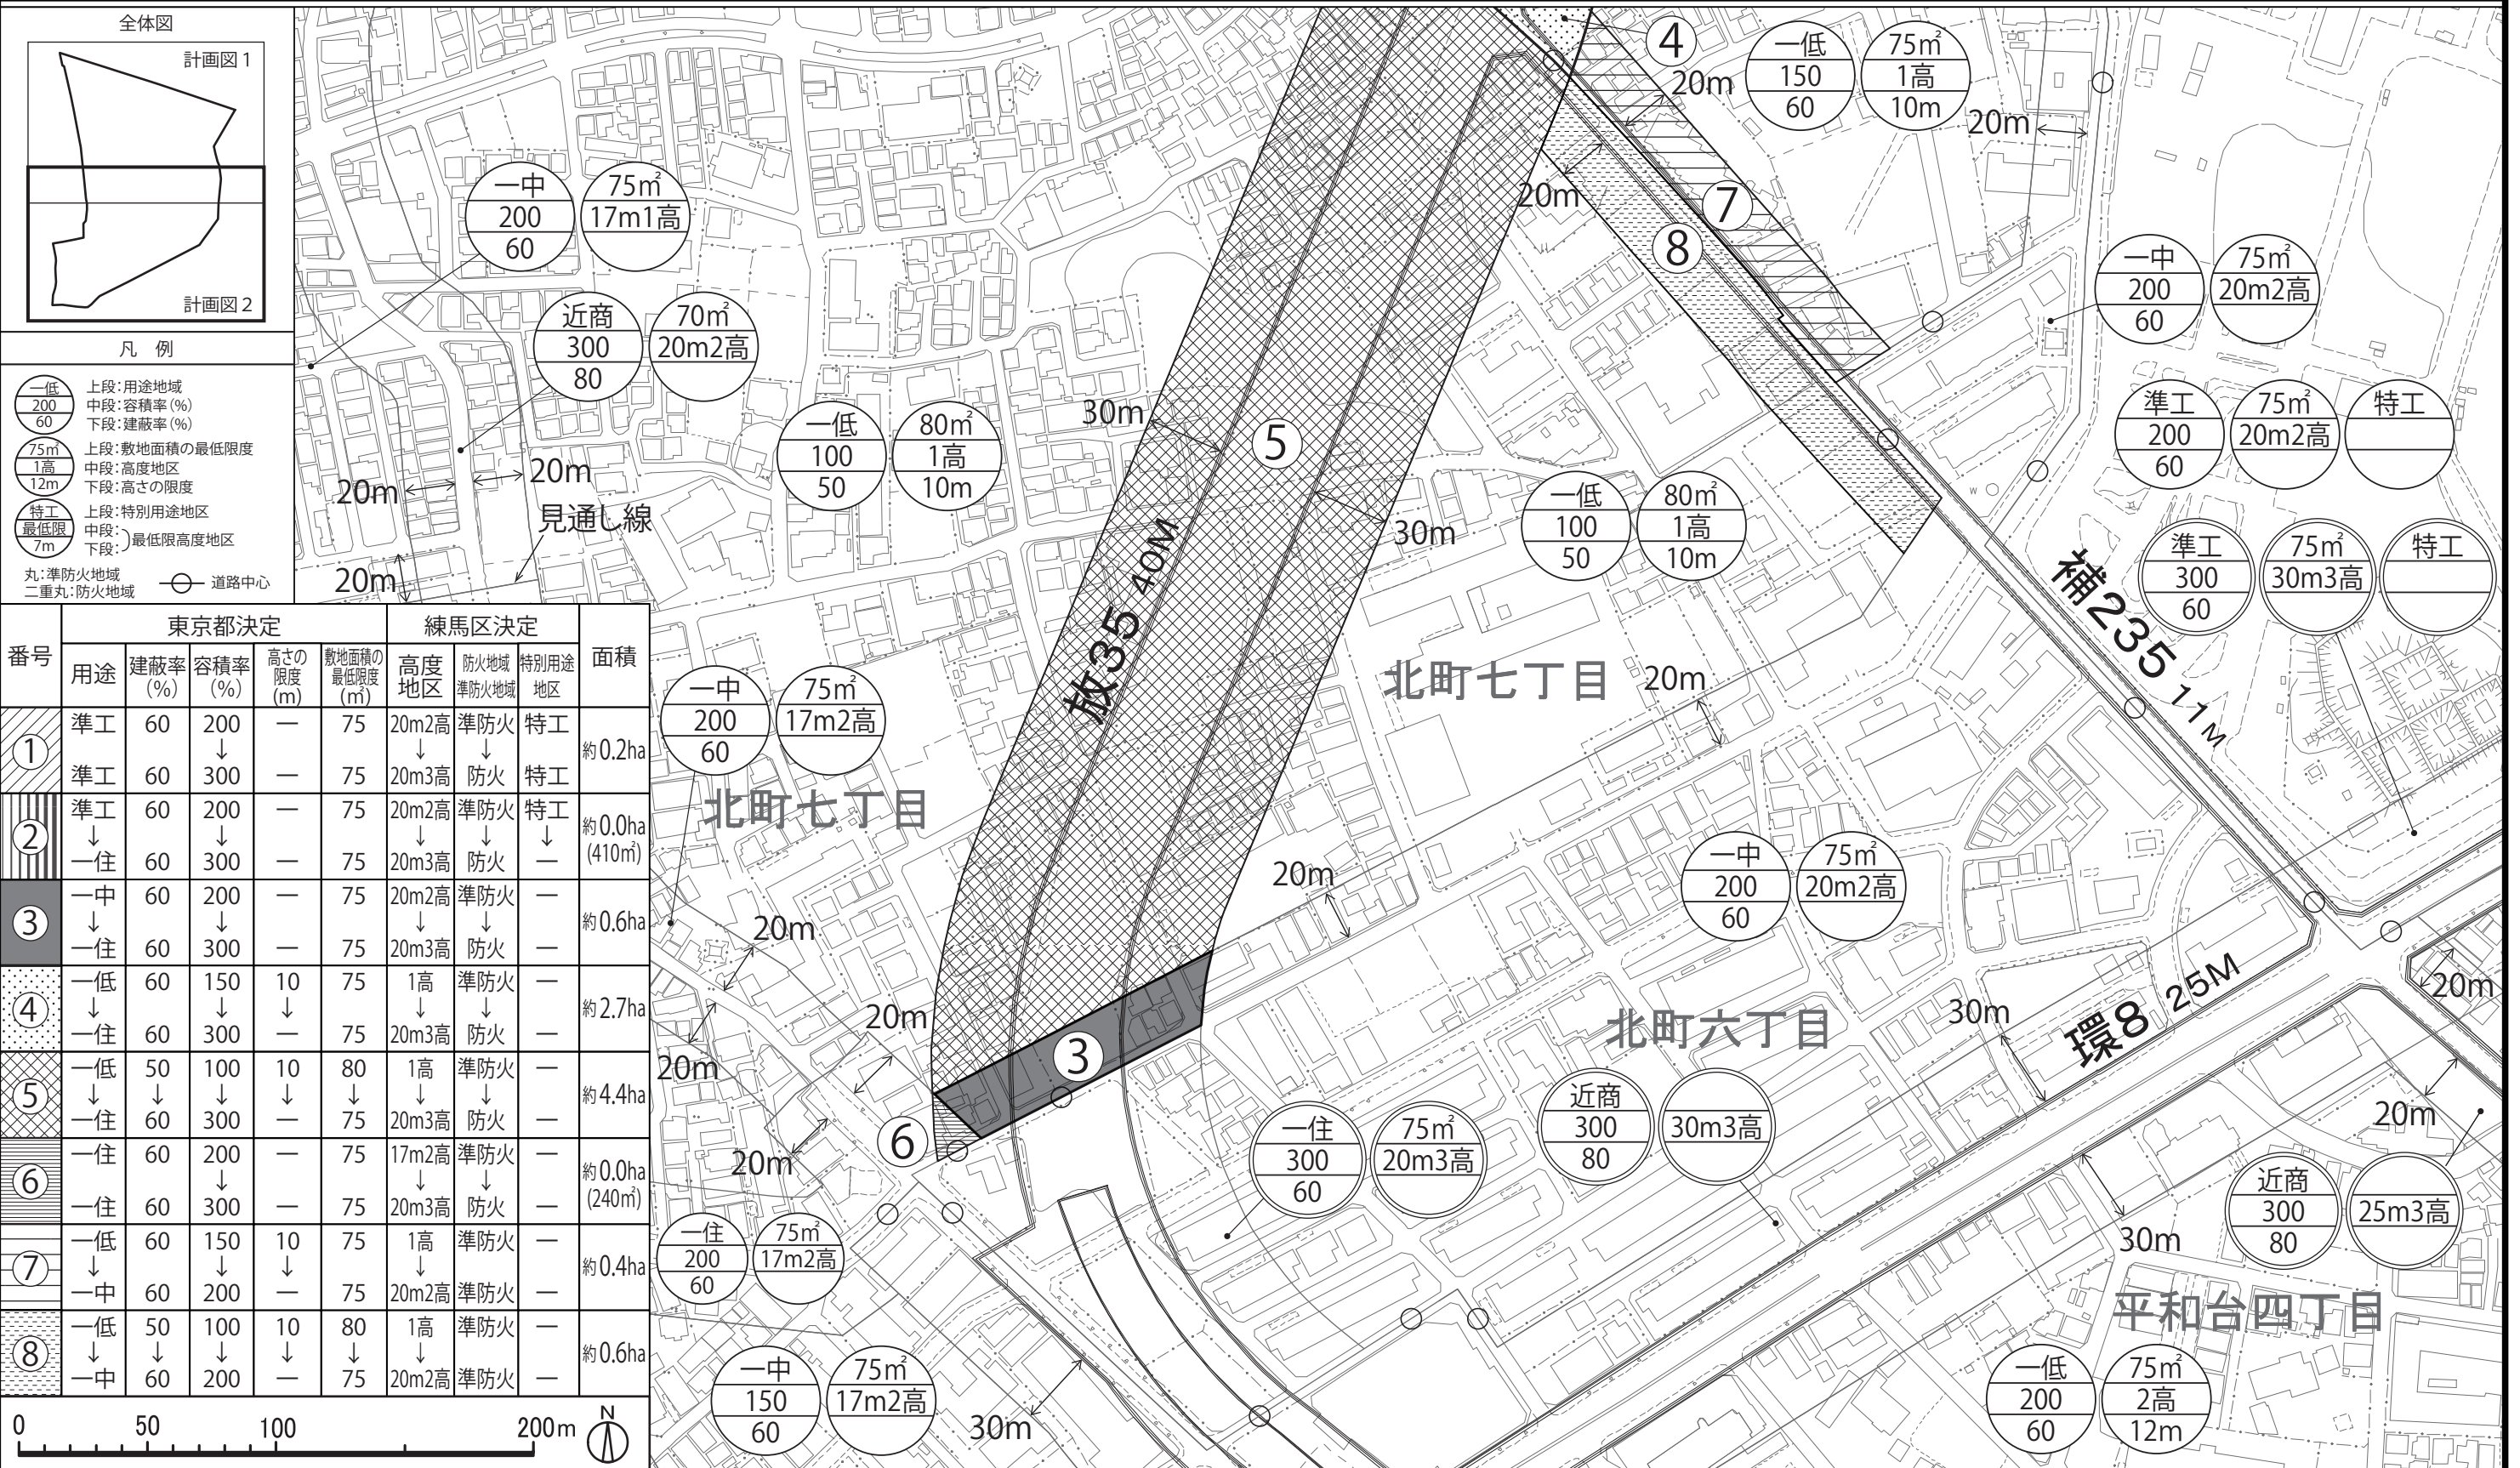 全体図
計画図1
計画図2
凡 例
一低
200
60
上段:用途地域
中段:容積率(%)
下段:建蔽率(%)
75㎡
1高
12m
上段:敷地面積の最低限度
中段:高度地区
下段:高さの限度
特工
最低限
7m
上段:特別用途地区
中段:
下段:
}最低限高度地区
丸:準防火地域
二重丸:防火地域
道路中心
番号 東京都決定 練馬区決定 面積
用途 建蔽率(%) 容積率(%) 高さの限度(m) 敷地面積の最低限度(㎡) 高度地区 防火地域準防火地域 特別用途地区
① 準工 60 200 — 75 20m2高 準防火 特工 約0.2ha
↓ ↓ ↓
準工 60 300 — 75 20m3高 防火 特工
② 準工 60 200 — 75 20m2高 準防火 特工 約0.0ha
↓ ↓ ↓ ↓ ↓ (410㎡)
一住 60 300 — 75 20m3高 防火 —
③ 一中 60 200 — 75 20m2高 準防火 — 約0.6ha
↓ ↓ ↓ ↓
一住 60 300 — 75 20m3高 防火 —
④ 一低 60 150 10 75 1高 準防火 — 約2.7ha
↓ ↓ ↓ ↓ ↓
一住 60 300 — 75 20m3高 防火 —
⑤ 一低 50 100 10 80 1高 準防火 — 約4.4ha
↓ ↓ ↓ ↓ ↓ ↓ ↓
一住 60 300 — 75 20m3高 防火 —
⑥ 一住 60 200 — 75 17m2高 準防火 — 約0.0ha
↓ ↓ ↓ (240㎡)
一住 60 300 — 75 20m3高 防火 —
⑦ 一低 60 150 10 75 1高 準防火 — 約0.4ha
↓ ↓ ↓ ↓
一中 60 200 — 75 20m2高 準防火 —
⑧ 一低 50 100 10 80 1高 準防火 — 約0.6ha
↓ ↓ ↓ ↓ ↓ ↓
一中 60 200 — 75 20m2高 準防火 —
0 50 100 200m
N
④
20m
一低
150
60
75㎡
1高
10m
20m
一中
200
60
75㎡
17m1高
20m
⑦
⑧
一中
200
60
75㎡
20m2高
近商
300
80
70㎡
20m2高
一低
100
50
80㎡
1高
10m
30m
⑤
準工
200
60
75㎡
20m2高
特工
20m
20m
見通し線
20m
30m
一低
100
50
80㎡
1高
10m
準工
300
60
75㎡
30m3高
特工
放35 40M
補235 11M
北町七丁目
20m
一中
200
60
75㎡
17m2高
北町七丁目
20m
一中
200
60
75㎡
20m2高
20m
20m
20m
③
⑥
20m
北町六丁目
30m
環8 25M
20m
一住
300
60
75㎡
20m3高
近商
300
80
30m3高
20m
近商
300
80
25m3高
30m
一住
200
60
75㎡
17m2高
平和台四丁目
一中
150
60
75㎡
17m2高
30m
一低
200
60
75㎡
2高
12m